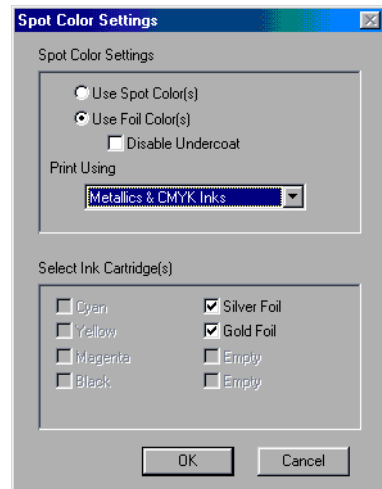 Spot Color Settings
Spot Color Settings
Use Spot Color(s)
Use Foil Color(s)
Disable Undercoat
Print Using
Metallics & CMYK Inks
Select Ink Cartridge(s)
Cyan
Silver Foil
Yellow
Gold Foil
Magenta
Empty
Black
Empty
OK
Cancel